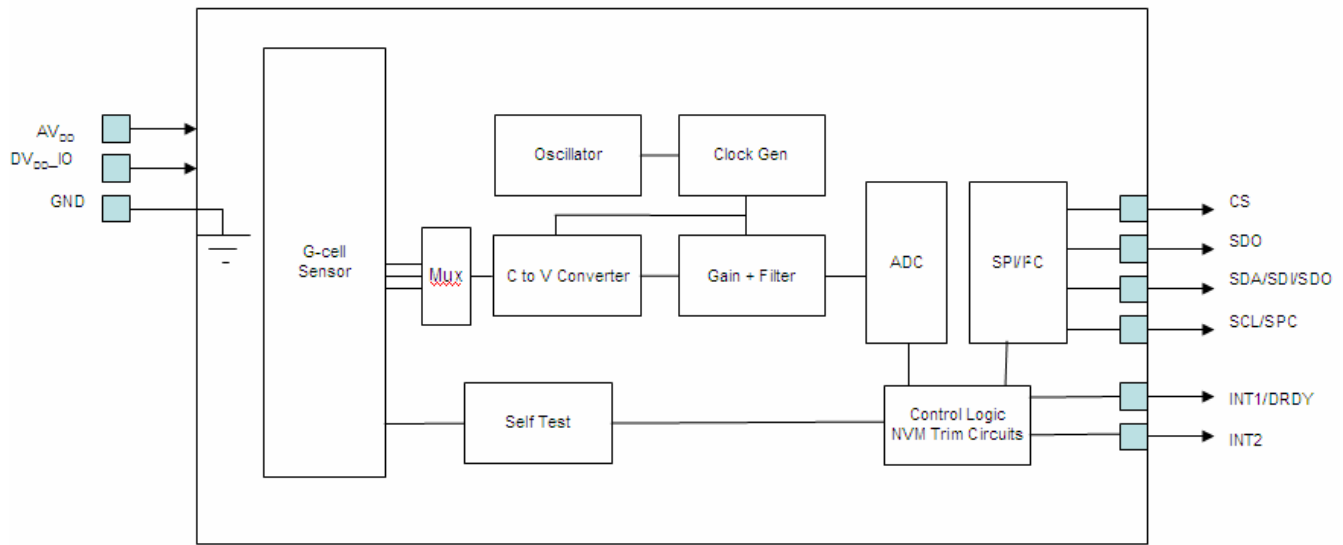 AVDD
DVDD_IO
GND
G-cell
Sensor
Mux
Oscillator
Clock Gen
C to V Converter
Gain + Filter
ADC
SPI/I²C
Self Test
Control Logic
NVM Trim Circuits
CS
SDO
SDA/SDI/SDO
SCL/SPC
INT1/DRDY
INT2